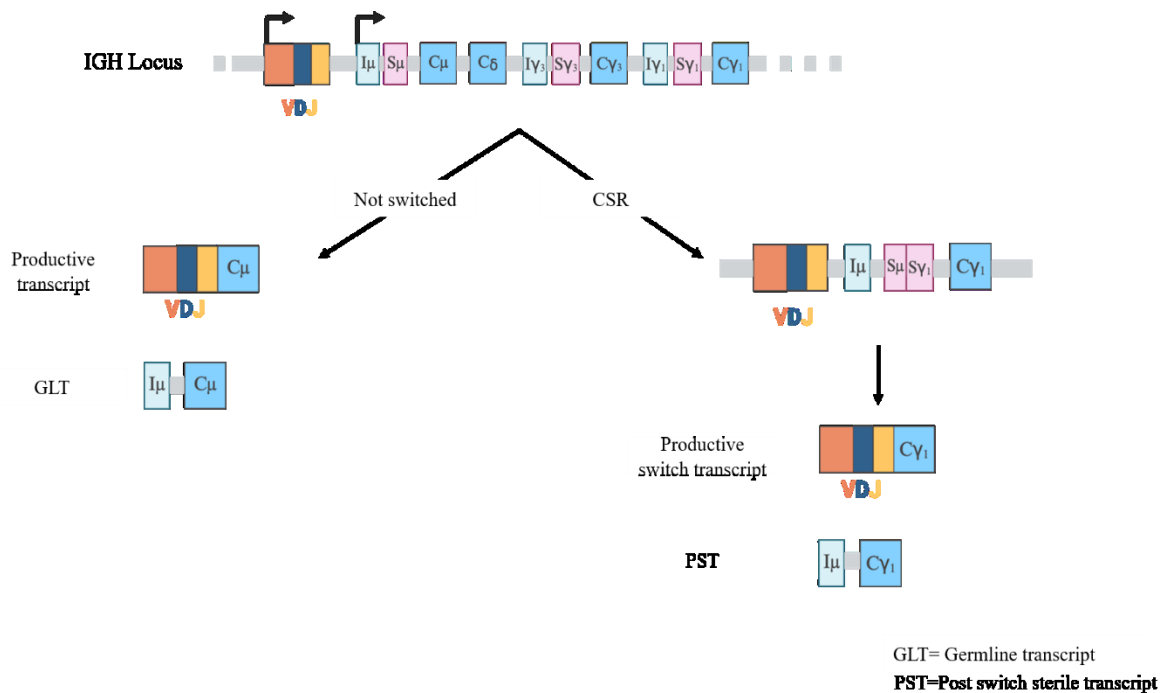 IGH Locus
Iμ Sμ Cμ Cδ Iγ₃ Sγ₃ Cγ₃ Iγ₁ Sγ₁ Cγ₁
VDJ
Not switched
CSR
Productive
transcript
Cμ
VDJ
Iμ Sμ Sγ₁ Cγ₁
VDJ
GLT
Iμ Cμ
Productive
switch transcript
Cγ₁
VDJ
PST
Iμ Cγ₁
GLT= Germline transcript
PST=Post switch sterile transcript